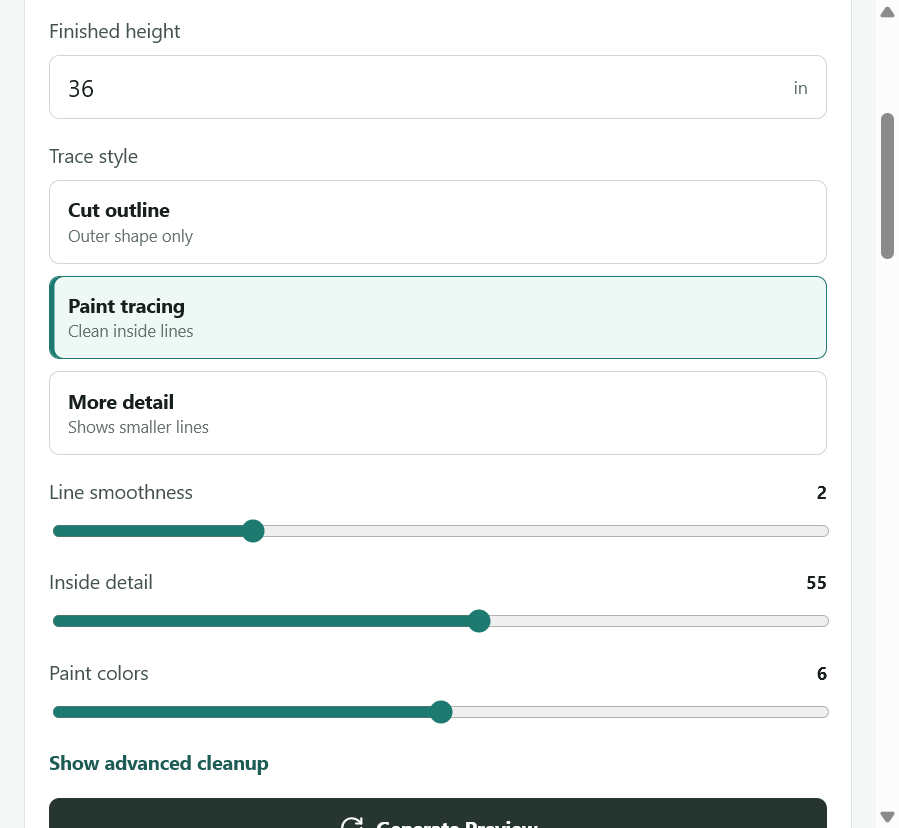 Finished height
36
in
Trace style
Cut outline
Outer shape only
Paint tracing
Clean inside lines
More detail
Shows smaller lines
Line smoothness
2
Inside detail
55
Paint colors
6
Show advanced cleanup
Generate Preview